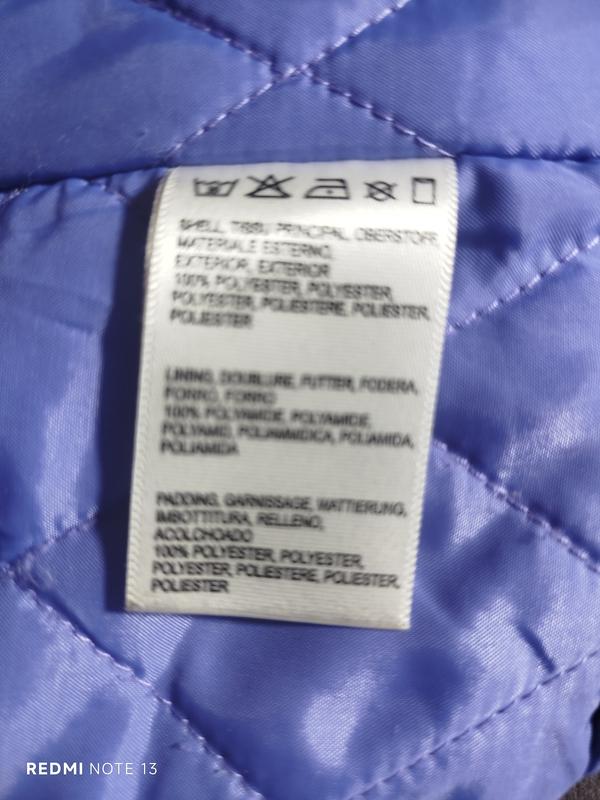 SHELL, TISSU PRINCIPAL, OBERSTOFF,
MATERIALE ESTERNO,
EXTERIOR, EXTERIOR
100% POLYESTER, POLYESTER,
POLYESTER, POLIESTERE, POLIESTER,
POLIESTER
LINING, DOUBLURE, FUTTER, FODERA,
FORRO, FORRO
100% POLYAMIDE, POLYAMIDE,
POLYAMID, POLIAMMIDICA, POLIAMIDA,
POLIAMIDA
PADDING, GARNISSAGE, WATTIERUNG,
IMBOTTITURA, RELLENO,
ACOLCHOADO
100% POLYESTER, POLYESTER,
POLYESTER, POLIESTERE, POLIESTER,
POLIESTER
REDMI NOTE 13